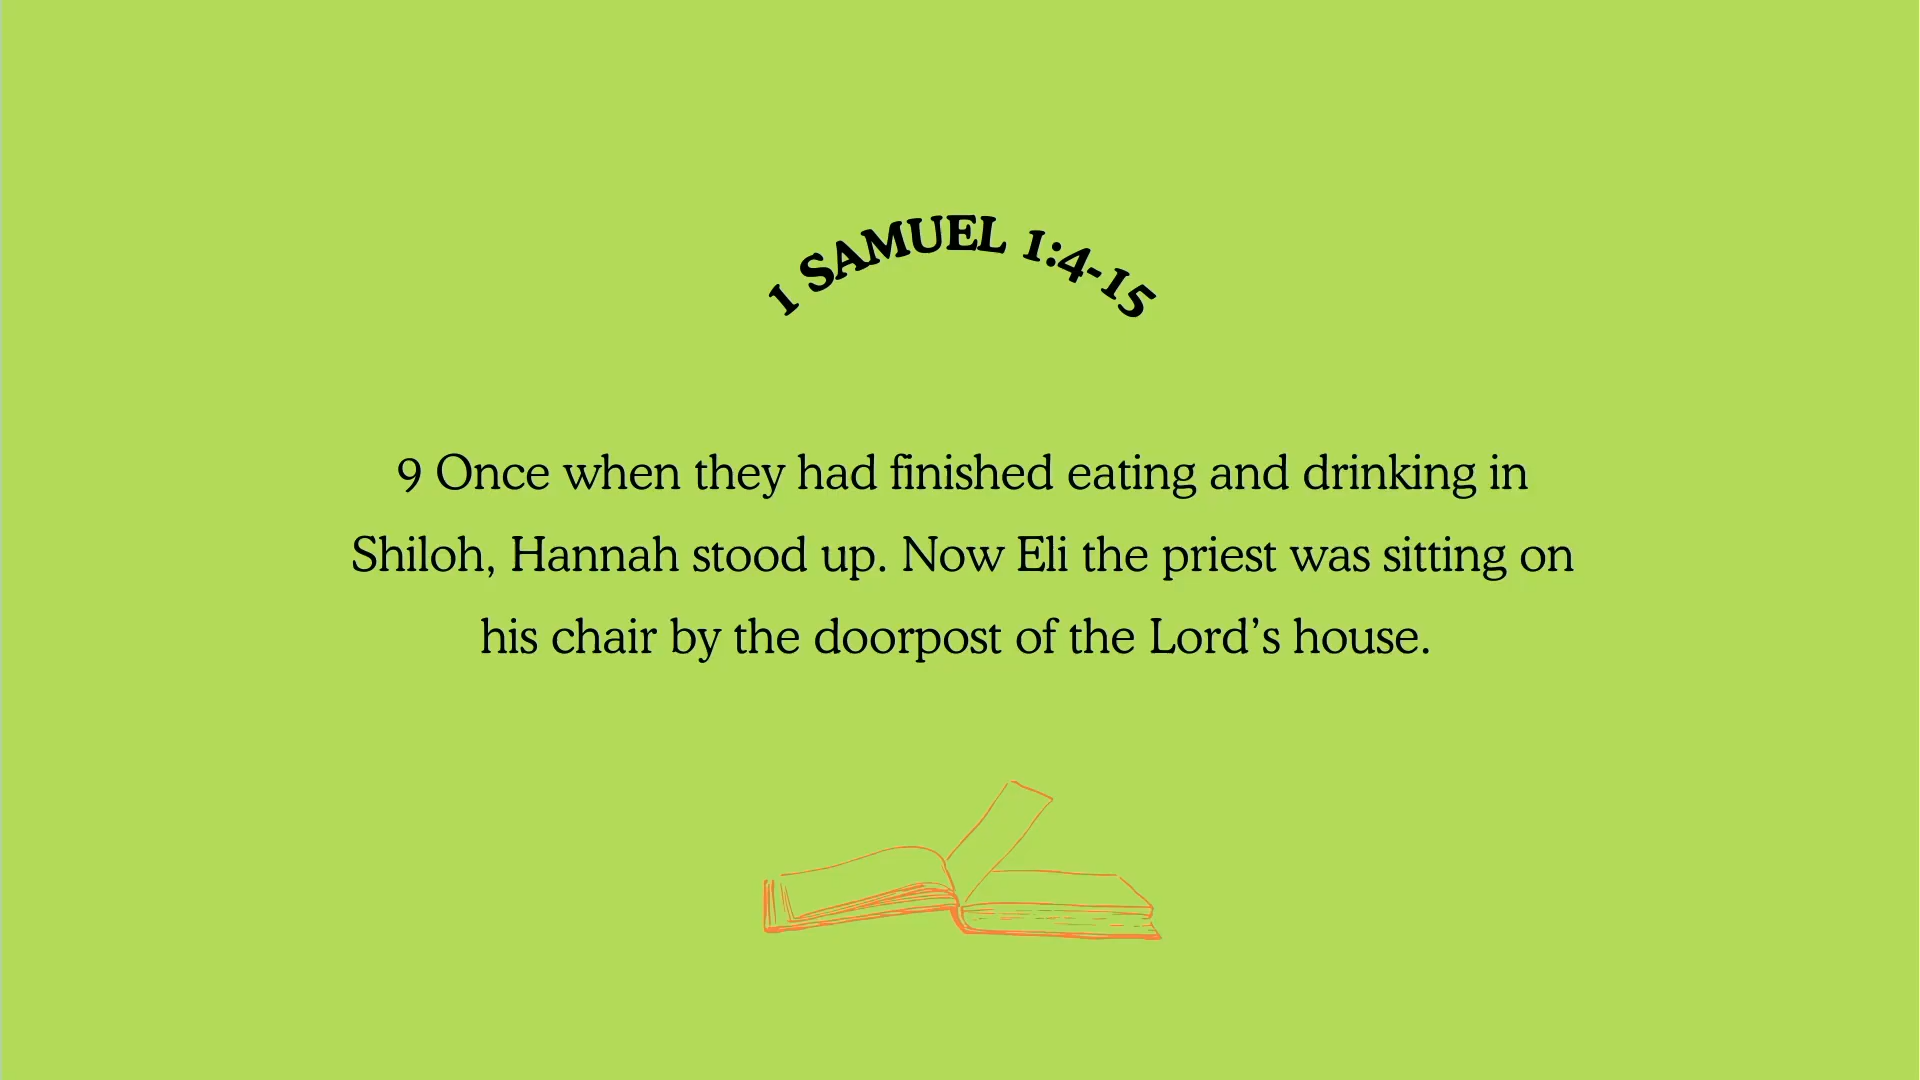 1 SAMUEL 1:4-15
9 Once when they had finished eating and drinking in
Shiloh, Hannah stood up. Now Eli the priest was sitting on
his chair by the doorpost of the Lord’s house.